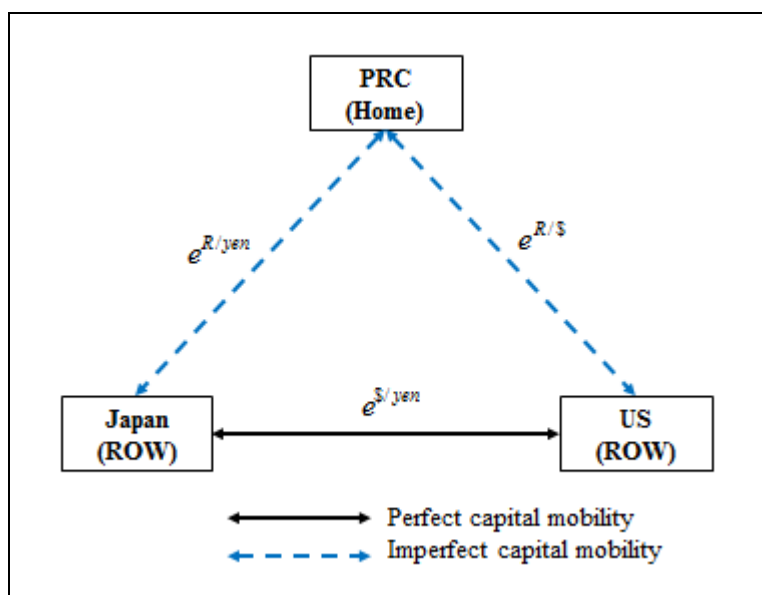 PRC
(Home)
e^{R/yen}
e^{R/$}
e^{$/yen}
Japan
(ROW)
US
(ROW)
Perfect capital mobility
Imperfect capital mobility